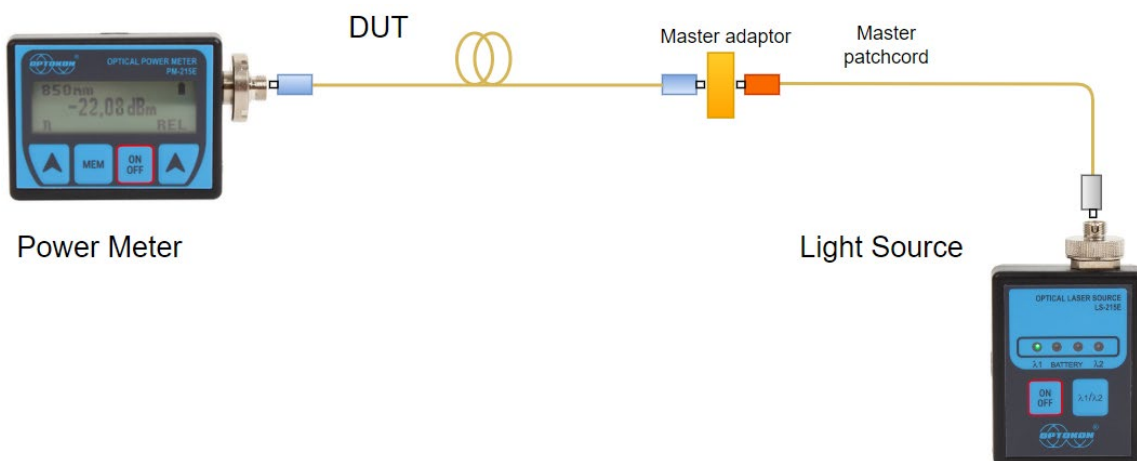 DUT
Master adaptor
Master
patchcord
OPTOKON®
OPTICAL POWER METER
PM-215E
850nm
-22,08dBm
REL
MEM
ON
OFF
Power Meter
Light Source
OPTICAL LASER SOURCE
LS-215E
λ1 BATTERY λ2
ON
OFF
λ1/λ2
OPTOKON®